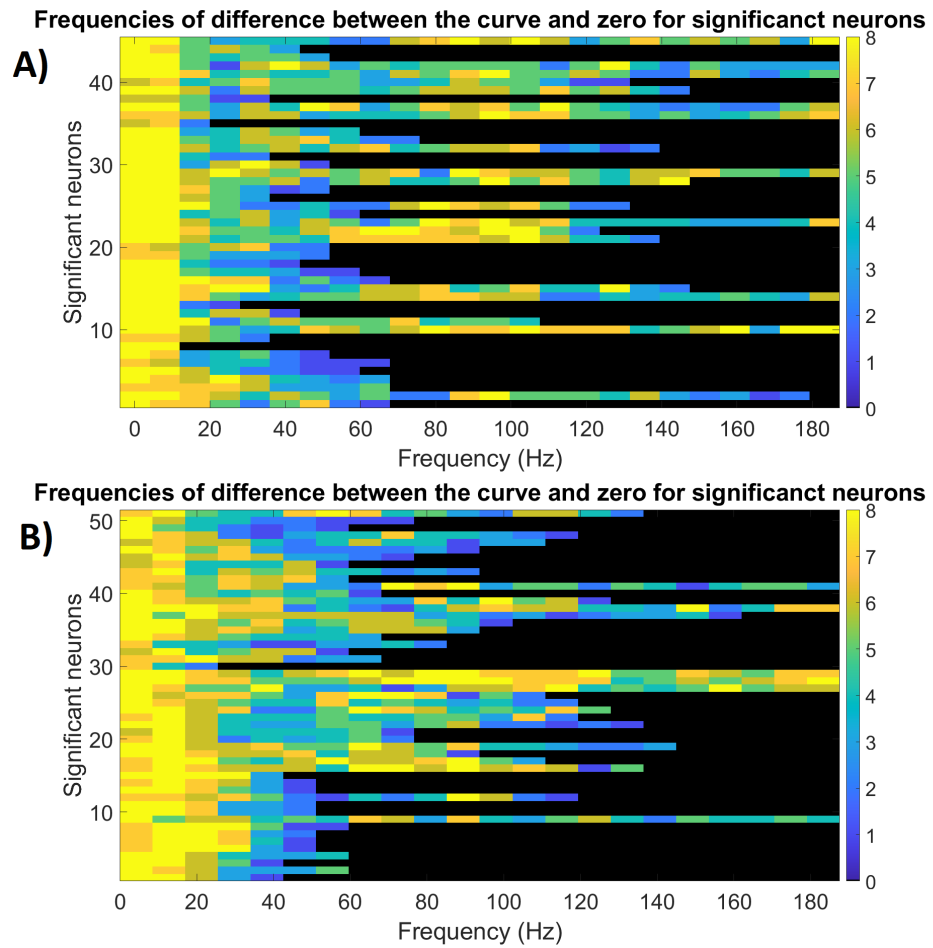 Frequencies of difference between the curve and zero for significanct neurons
A)
Significant neurons
40
30
20
10
0 20 40 60 80 100 120 140 160 180
Frequency (Hz)
8
7
6
5
4
3
2
1
0
Frequencies of difference between the curve and zero for significanct neurons
B)
Significant neurons
50
40
30
20
10
0 20 40 60 80 100 120 140 160 180
Frequency (Hz)
8
7
6
5
4
3
2
1
0